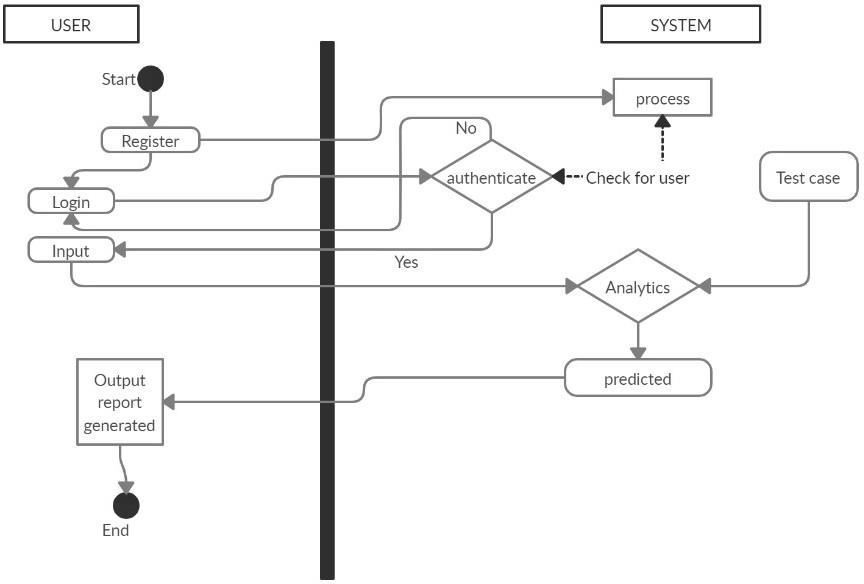 USER
SYSTEM
Start
process
Register
No
authenticate
Check for user
Test case
Login
Input
Yes
Analytics
Output
report
generated
predicted
End